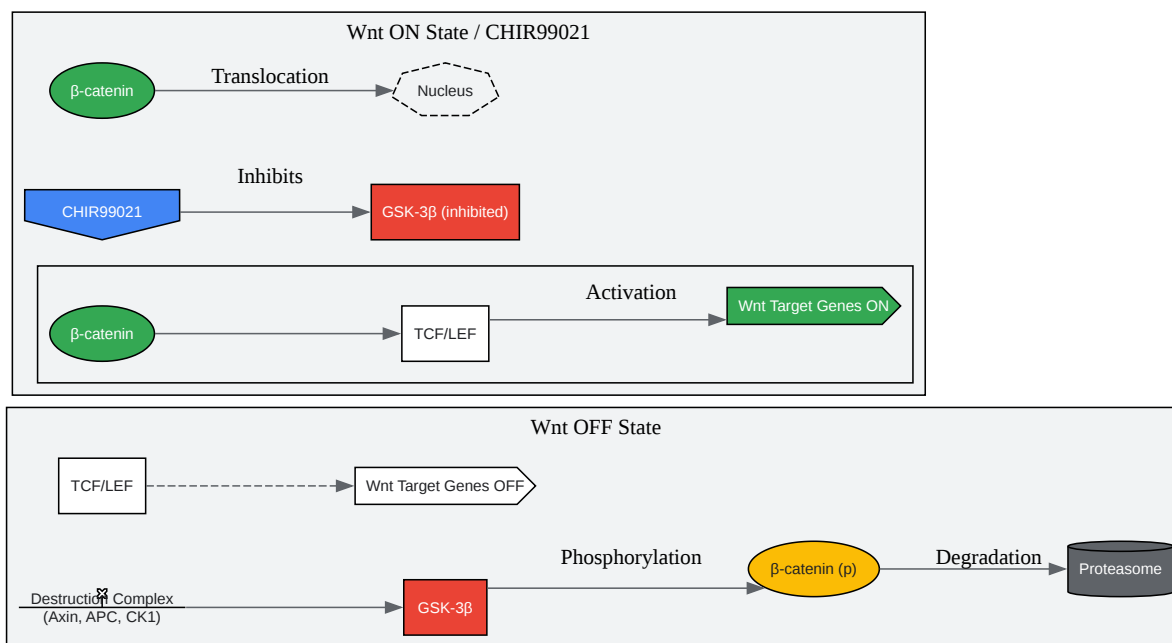 Wnt ON State / CHIR99021
Translocation
β-catenin
Nucleus
Inhibits
CHIR99021
GSK-3β (inhibited)
Activation
β-catenin
TCF/LEF
Wnt Target Genes ON
Wnt OFF State
TCF/LEF
Wnt Target Genes OFF
Phosphorylation
Degradation
β-catenin (p)
Proteasome
Destruction Complex
(Axin, APC, CK1)
GSK-3β